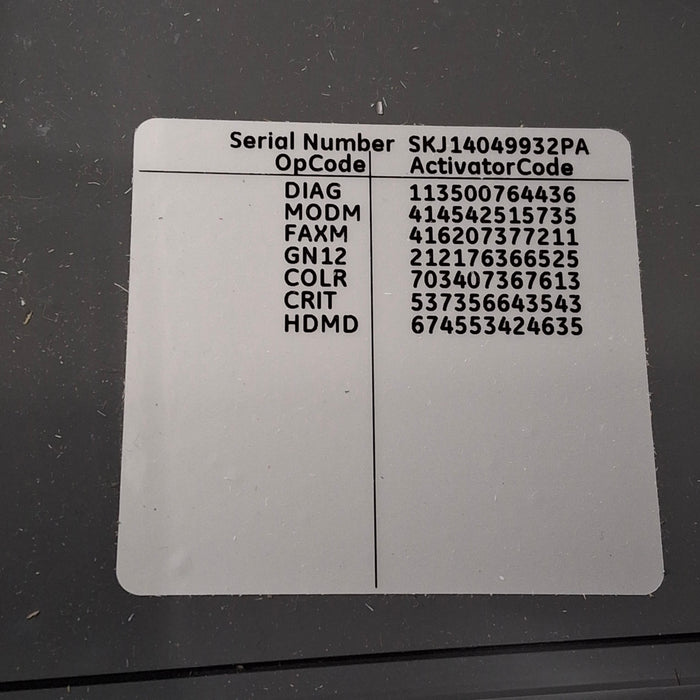 Serial Number SKJ14049932PA
OpCode ActivatorCode
DIAG 113500764436
MODM 414542515735
FAXM 416207377211
GN12 212176366525
COLR 703407367613
CRIT 537356643543
HDMD 674553424635